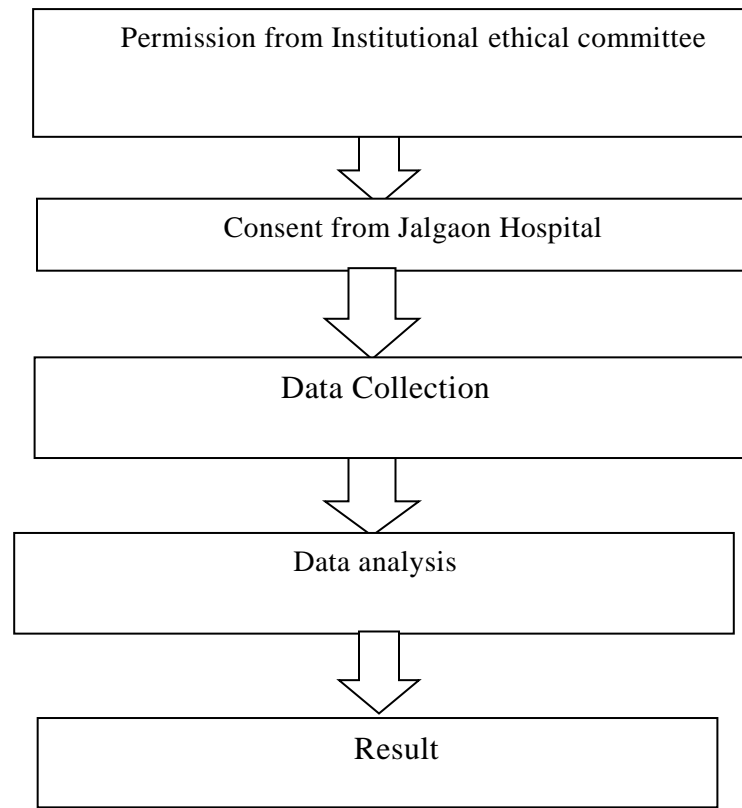 Permission from Institutional ethical committee
Consent from Jalgaon Hospital
Data Collection
Data analysis
Result